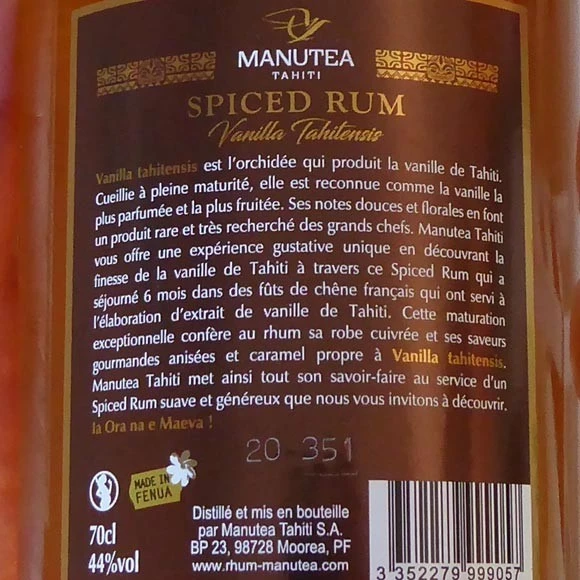 MANUTEA
TAHITI
SPICED RUM
Vanilla Tahitensis
Vanilla tahitensis est l'orchidée qui produit la vanille de Tahiti.
Cueillie à pleine maturité, elle est reconnue comme la vanille la
plus parfumée et la plus fruitée. Ses notes douces et florales en font
un produit rare et très recherché des grands chefs. Manutea Tahiti
vous offre une expérience gustative unique en découvrant la
finesse de la vanille de Tahiti à travers ce Spiced Rum qui a
séjourné 6 mois dans des fûts de chêne français qui ont servi à
l'élaboration d'extrait de vanille de Tahiti. Cette maturation
exceptionnelle confère au rhum sa robe cuivrée et ses saveurs
gourmandes anisées et caramel propre à Vanilla tahitensis.
Manutea Tahiti met ainsi tout son savoir-faire au service d'un
Spiced Rum suave et généreux que nous vous invitons à découvrir.
Ia Ora na e Maeva !
20 351
MADE IN
FENUA
70cl
44%vol
Distillé et mis en bouteille
par Manutea Tahiti S.A.
BP 23, 98728 Moorea, PF
www.rhum-manutea.com
3 352279 999057